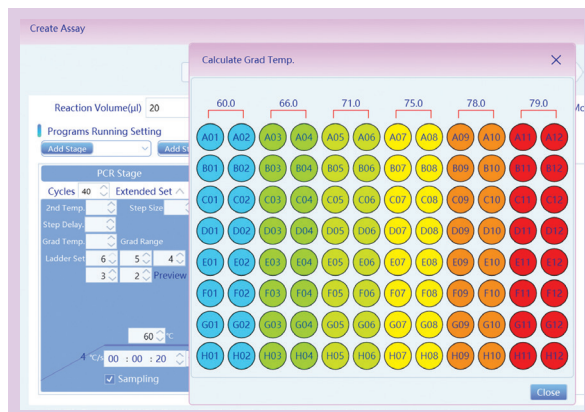 Create Assay
Calculate Grad Temp.
Reaction Volume(μl) 20
Programs Running Setting
Add Stage
PCR Stage
Cycles 40 Extended Set
2nd Temp. Step Size
Step Delay.
Grad Temp. Grad Range
Ladder Set 6 5 4
3 2 Preview
60 ℃
4 ℃/s 00 : 00 : 20
Sampling
60.0 66.0 71.0 75.0 78.0 79.0
A01 A02 A03 A04 A05 A06 A07 A08 A09 A10 A11 A12
B01 B02 B03 B04 B05 B06 B07 B08 B09 B10 B11 B12
C01 C02 C03 C04 C05 C06 C07 C08 C09 C10 C11 C12
D01 D02 D03 D04 D05 D06 D07 D08 D09 D10 D11 D12
E01 E02 E03 E04 E05 E06 E07 E08 E09 E10 E11 E12
F01 F02 F03 F04 F05 F06 F07 F08 F09 F10 F11 F12
G01 G02 G03 G04 G05 G06 G07 G08 G09 G10 G11 G12
H01 H02 H03 H04 H05 H06 H07 H08 H09 H10 H11 H12
Close